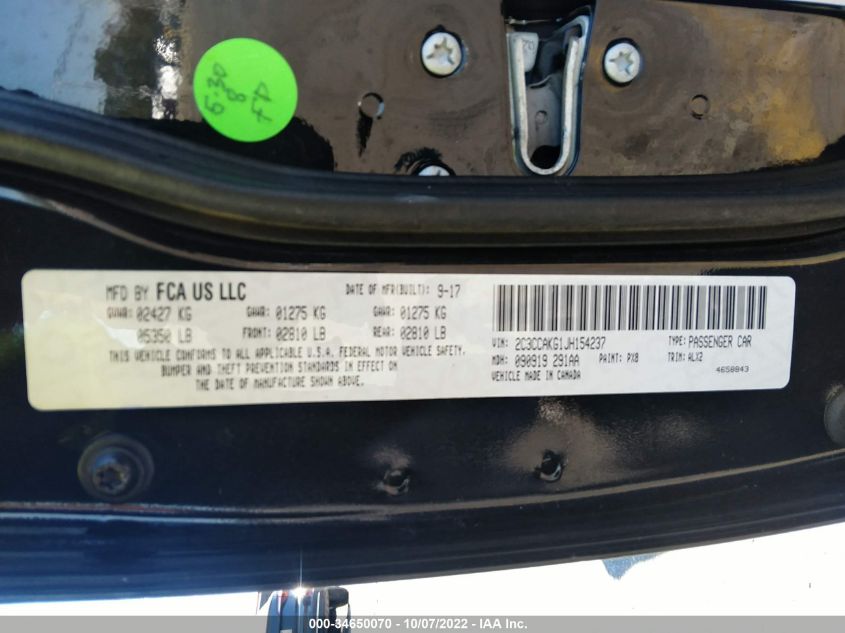 6-30
8
FD
MFD BY FCA US LLC DATE OF MFR(BUILT): 9-17
GVWR: 02427 KG GAWR: 01275 KG GAWR: 01275 KG
05350 LB FRONT: 02810 LB REAR: 02810 LB
THIS VEHICLE CONFORMS TO ALL APPLICABLE U.S.A. FEDERAL MOTOR VEHICLE SAFETY,
BUMPER AND THEFT PREVENTION STANDARDS IN EFFECT ON
THE DATE OF MANUFACTURE SHOWN ABOVE.
VIN: 2C3CCAKG1JH154237 TYPE: PASSENGER CAR
MDH: 090919 291AA PAINT: PX8 TRIM: ALX2
VEHICLE MADE IN CANADA 4658843
000-34650070 | 10/07/2022 - IAA Inc.